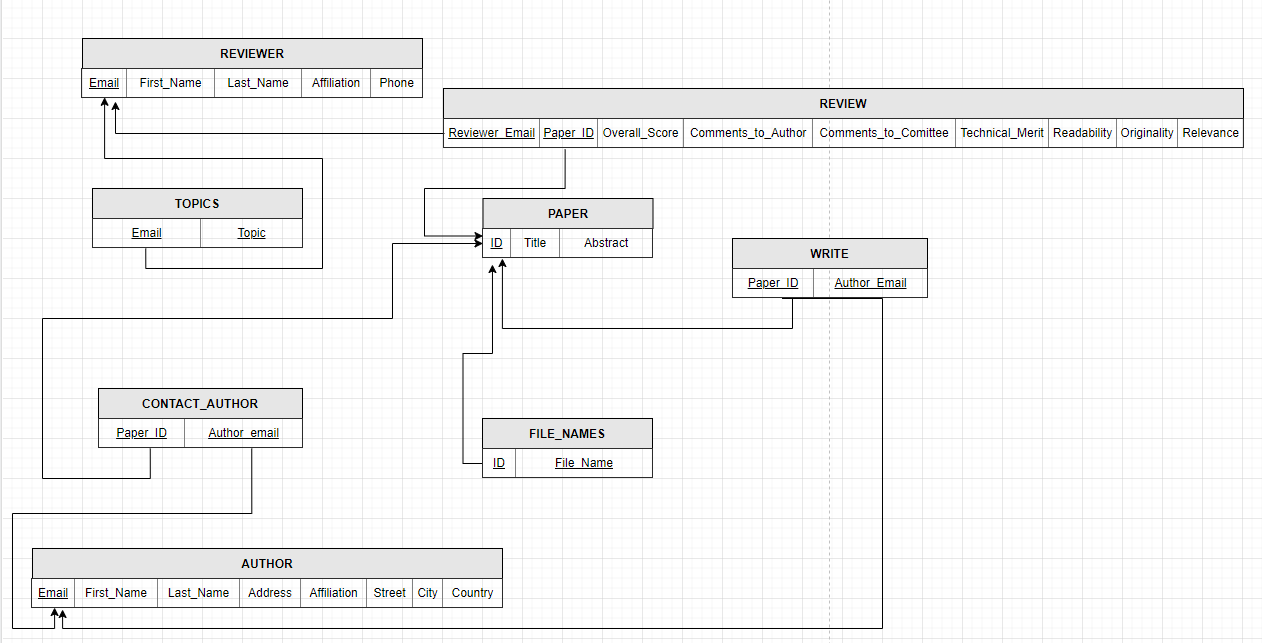 REVIEWER
Email First_Name Last_Name Affiliation Phone
REVIEW
Reviewer_Email Paper_ID Overall_Score Comments_to_Author Comments_to_Comittee Technical_Merit Readability Originality Relevance
TOPICS
Email Topic
PAPER
ID Title Abstract
WRITE
Paper_ID Author_Email
CONTACT_AUTHOR
Paper_ID Author_email
FILE_NAMES
ID File_Name
AUTHOR
Email First_Name Last_Name Address Affiliation Street City Country